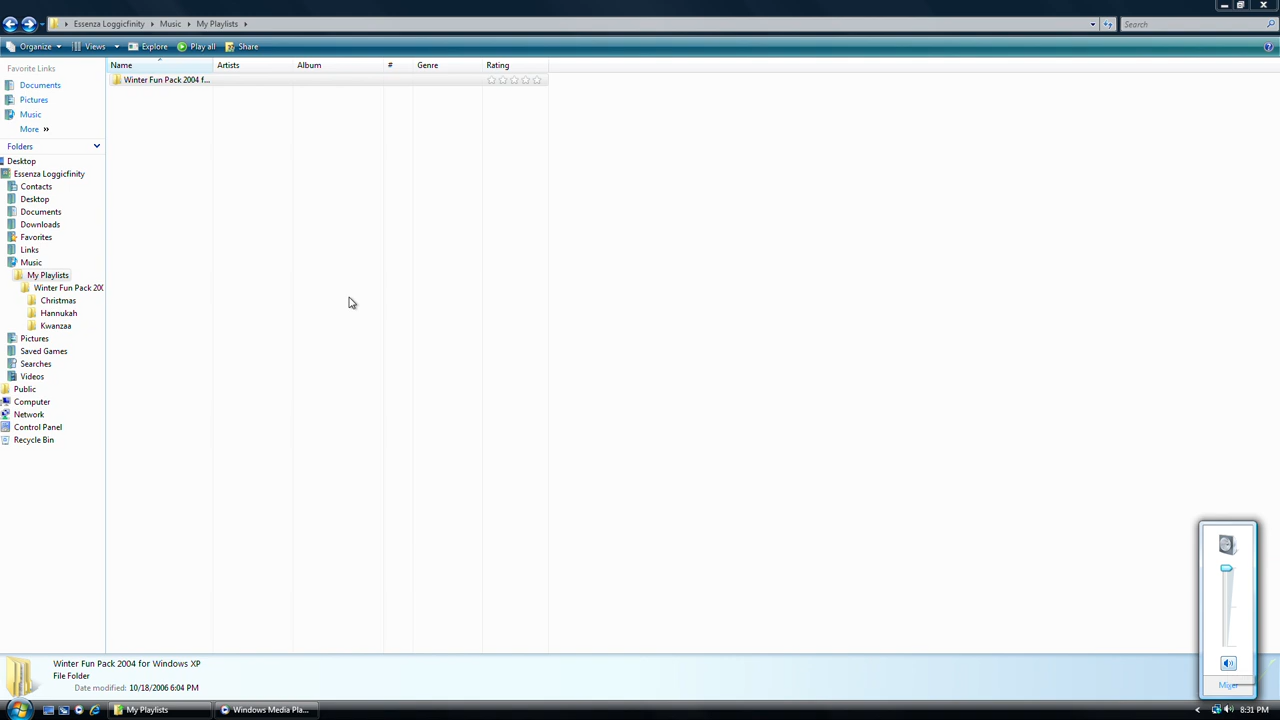 Essenza Loggicfinity
Music
My Playlists
Search
Organize
Views
Explore
Play all
Share
Favorite Links
Documents
Pictures
Music
More
Folders
Desktop
Essenza Loggicfinity
Contacts
Desktop
Documents
Downloads
Favorites
Links
Music
My Playlists
Winter Fun Pack 200
Christmas
Hannukah
Kwanzaa
Pictures
Saved Games
Searches
Videos
Public
Computer
Network
Control Panel
Recycle Bin
Name Artists Album # Genre Rating
Winter Fun Pack 2004 f...
Mixer
Winter Fun Pack 2004 for Windows XP
File Folder
Date modified: 10/18/2006 6:04 PM
My Playlists
Windows Media Pla...
8:31 PM